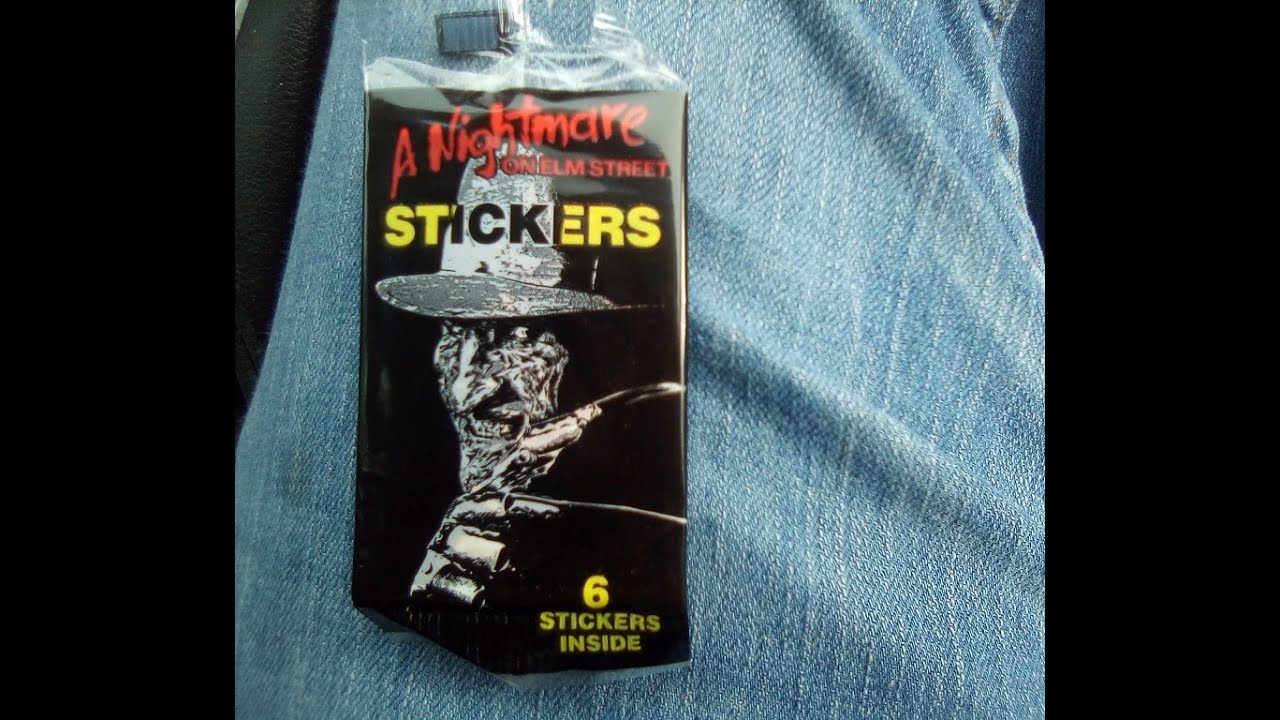 A Nightmare
ON ELM STREET
STICKERS
6
STICKERS
INSIDE